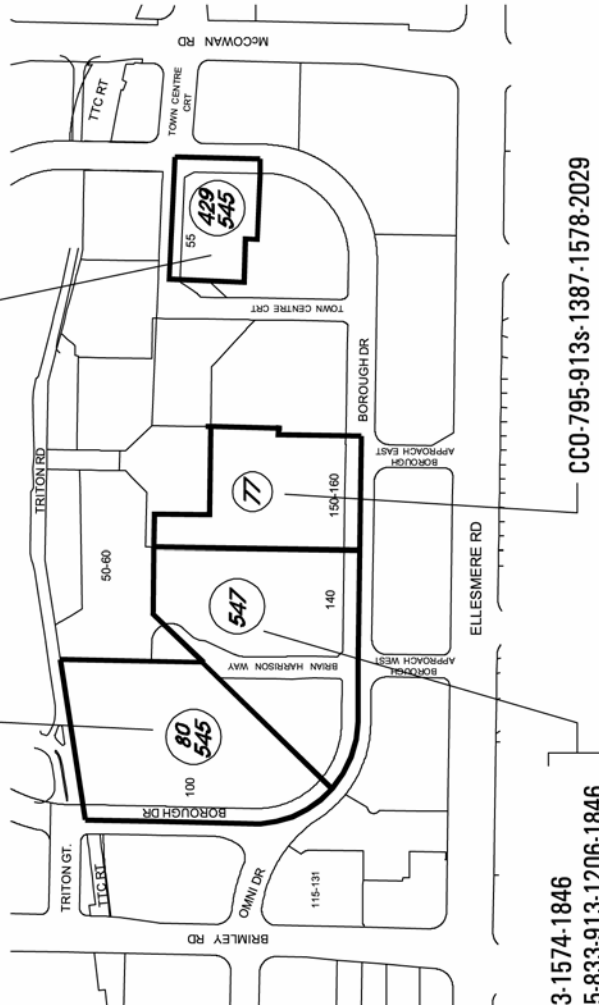 McCOWAN RD
TTC RT
TOWN CENTRE
CRT
429
545
55
TOWN CENTRE CRT
TRITON RD
BOROUGH DR
77
150-160
BOROUGH
APPROACH EAST
50-60
547
140
ELLESMERE RD
BRIAN HARRISON WAY
BOROUGH
APPROACH WEST
80
545
100
BOROUGH DR
TRITON GT.
TTC RT
OMNI DR
115-131
BRIMLEY RD
CCO-795-913s-1387-1578-2029
3-1574-1846
5-833-913-1206-1846